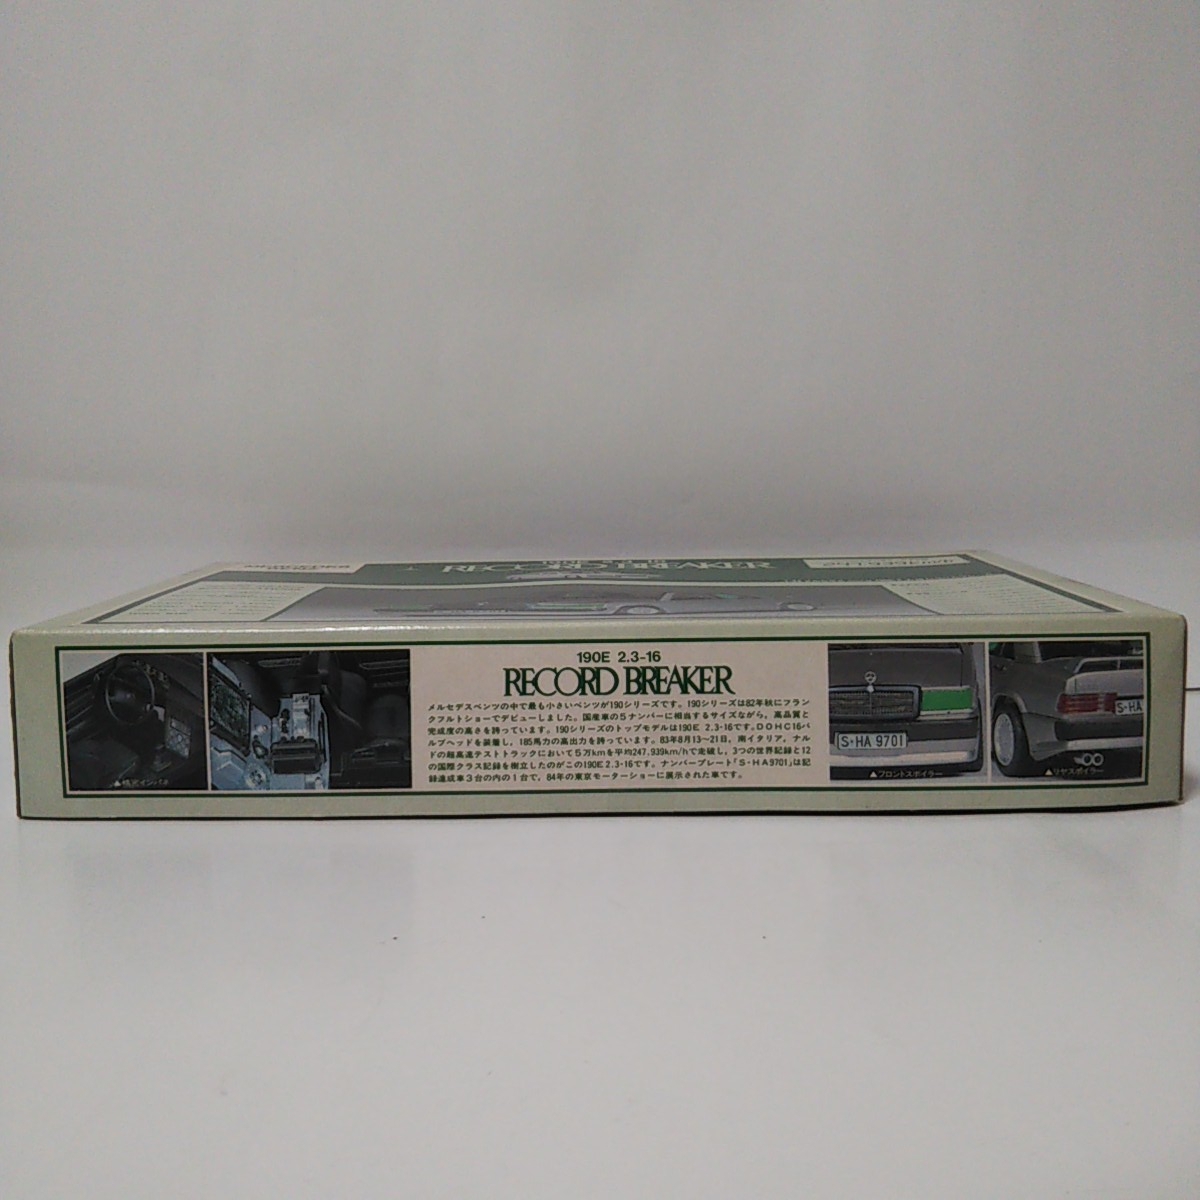 RECORD BREAKER
190E 2.3-16
RECORD BREAKER
メルセデスベンツの中で最も小さいベンツが190シリーズです。190シリーズは82年秋にフラン
クフルトショーでデビューしました。国産車の5ナンバーに相当するサイズながら、高品質と
完成度の高さを誇っています。190シリーズのトップモデルは190E 2.3-16です。DOHC16バ
ルブヘッドを装着し、185馬力の高出力を誇っています。83年8月13〜21日、南イタリア、ナル
ドの超高速テストトラックにおいて5万kmを平均247.939km/hで走破し、3つの世界記録と12
の国際クラス記録を樹立したのがこの190E 2.3-16です。ナンバープレート「S・HA9701」は記
録達成車3台の内の1台で、84年の東京モーターショーに展示された車です。
S·HA 9701
▲フロントスポイラー
S·HA
▲リヤスポイラー